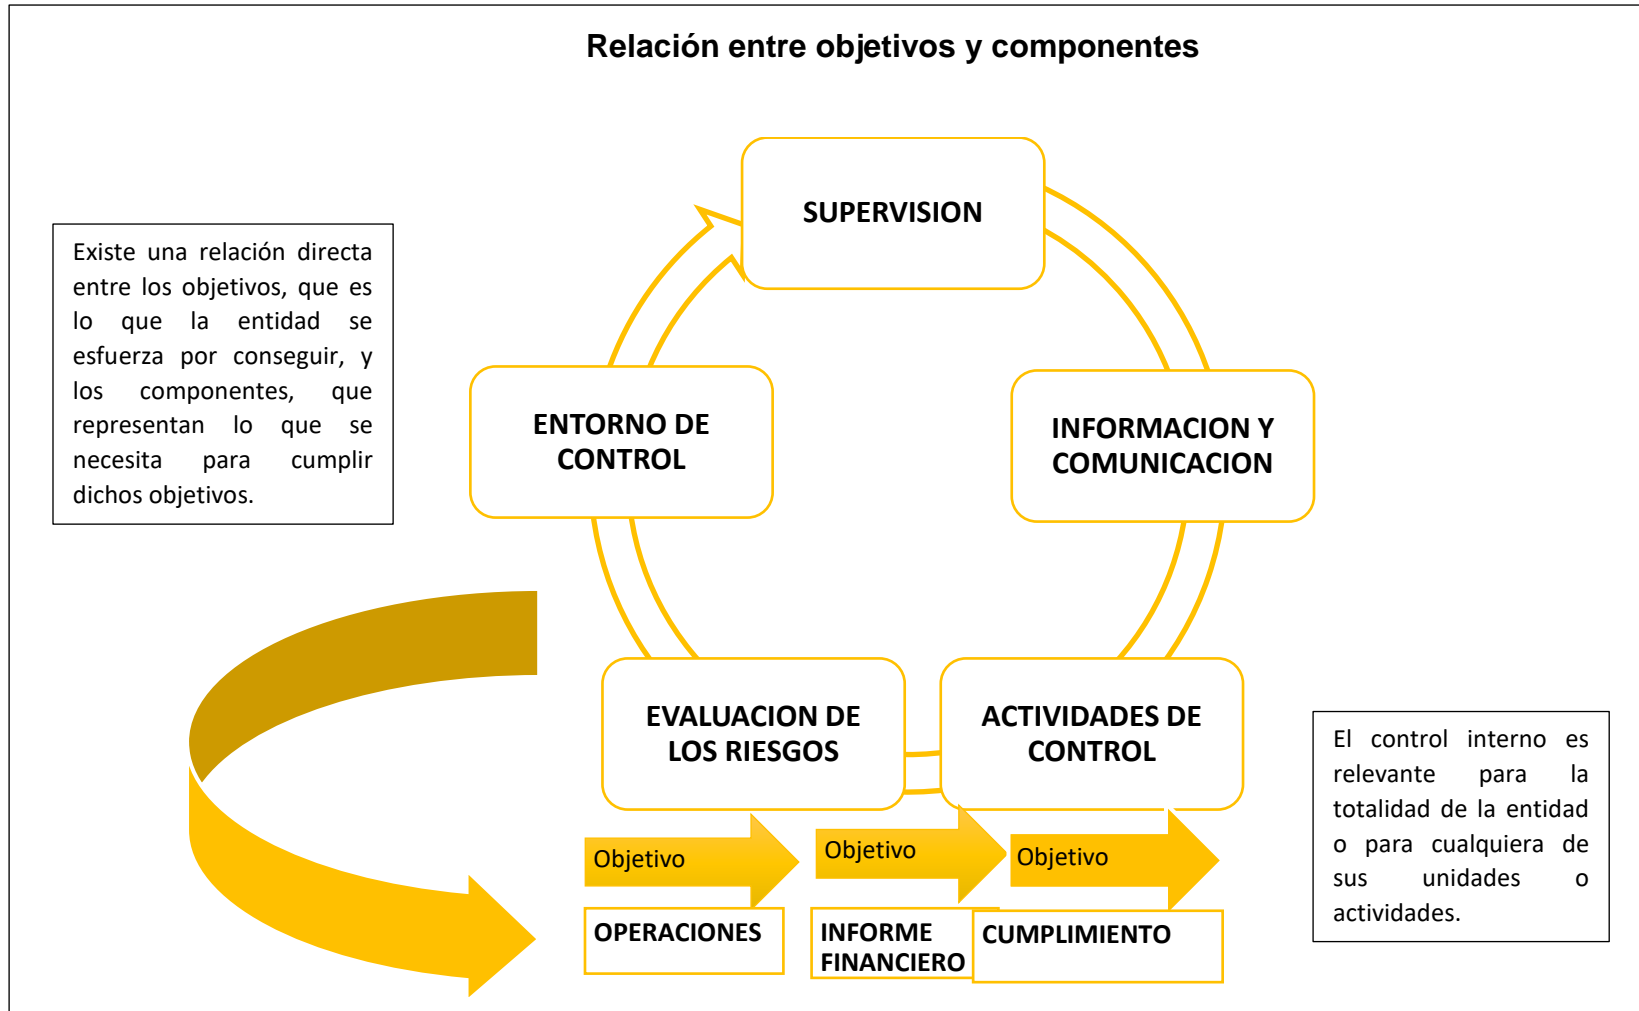 Relación entre objetivos y componentes
SUPERVISION
Existe una relación directa
entre los objetivos, que es
lo que la entidad se
esfuerza por conseguir, y
los componentes, que
representan lo que se
necesita para cumplir
dichos objetivos.
ENTORNO DE
CONTROL
INFORMACION Y
COMUNICACION
EVALUACION DE
LOS RIESGOS
ACTIVIDADES DE
CONTROL
El control interno es
relevante para la
totalidad de la entidad
o para cualquiera de
sus unidades o
actividades.
Objetivo
Objetivo
Objetivo
OPERACIONES
INFORME
FINANCIERO
CUMPLIMIENTO